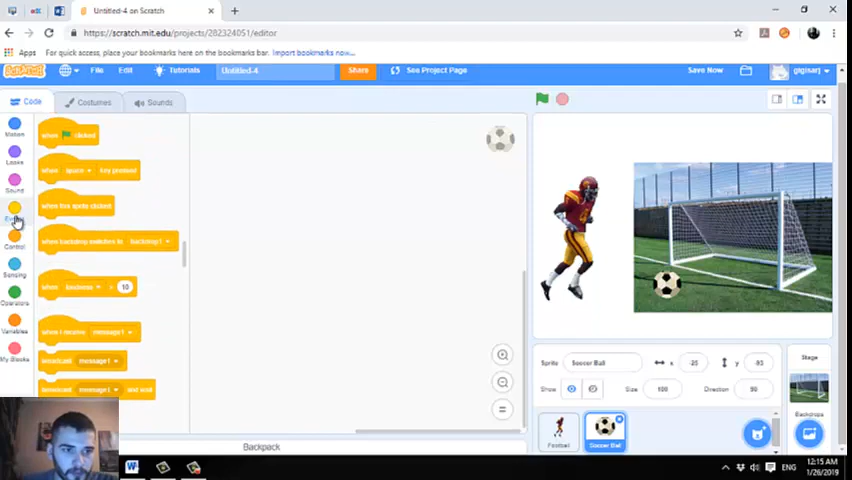 Untitled-4 on Scratch
https://scratch.mit.edu/projects/282324051/editor
Apps For quick access, place your bookmarks here on the bookmarks bar. Import bookmarks now...
SCRATCH File Edit Tutorials Untitled-4 Share See Project Page Save Now gigisarj
Code Costumes Sounds
Motion
Looks
Sound
Events
Control
Sensing
Operators
Variables
My Blocks
when clicked
when space key pressed
when this sprite clicked
when backdrop switches to backdrop1
when loudness > 10
when I receive message1
broadcast message1
broadcast message1 and wait
Sprite Soccer Ball x -25 y -93
Show Size 100 Direction 90
Football Soccer Ball
Stage
Backdrops
Backpack
ENG
12:15 AM
1/26/2019